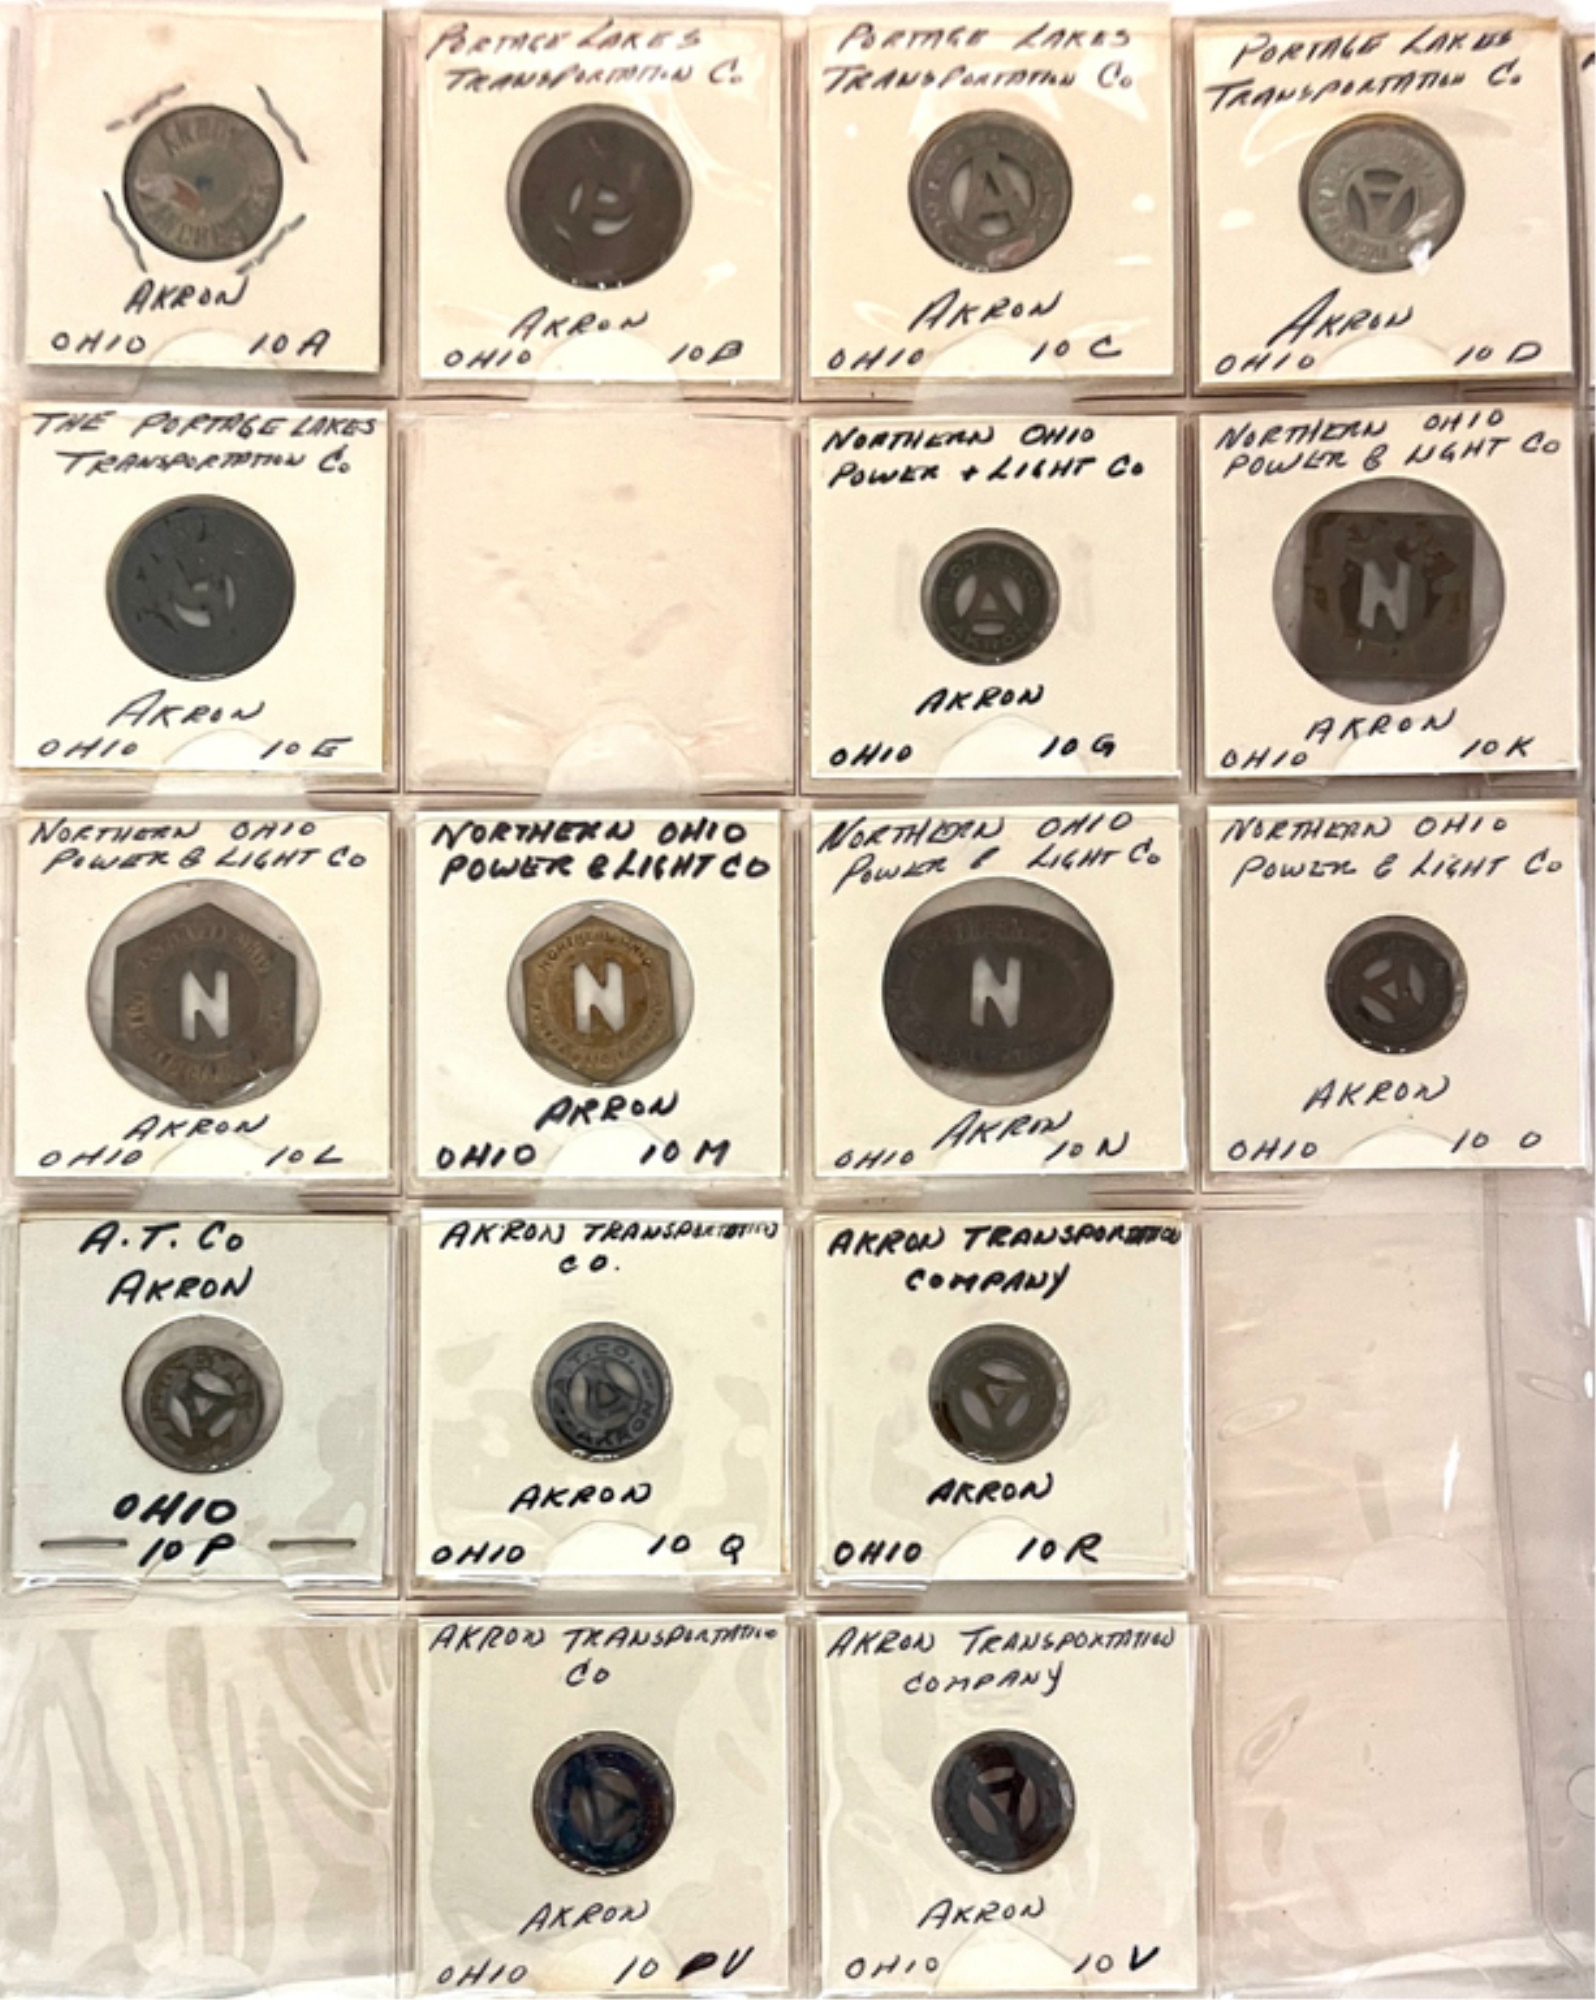 AKRON
OHIO 10 A
PORTAGE LAKES
TRANSPORTATION Co
AKRON
OHIO 10 B
PORTAGE LAKES
TRANSPORTATION Co
A
AKRON
OHIO 10 C
PORTAGE LAKES
TRANSPORTATION Co
AKRON
OHIO 10 D
THE PORTAGE LAKES
TRANSPORTATION Co
AKRON
OHIO 10 E
NORTHERN OHIO
POWER + LIGHT Co
A
AKRON
AKRON
OHIO 10 G
NORTHERN OHIO
POWER & LIGHT Co
N
AKRON
OHIO 10 K
NORTHERN OHIO
POWER & LIGHT Co
N
AKRON
OHIO 10 L
NORTHERN OHIO
POWER & LIGHT CO
NORTHERN OHIO
N
AKRON
OHIO 10 M
NORTHERN OHIO
POWER & LIGHT Co
N
AKRON
OHIO 10 N
NORTHERN OHIO
POWER & LIGHT Co
AKRON
OHIO 10 O
A.T. Co
AKRON
OHIO
10 P
AKRON TRANSPORTATION
CO.
A.T.CO.
AKRON
AKRON
OHIO 10 Q
AKRON TRANSPORTATION
COMPANY
AKRON
OHIO 10 R
AKRON TRANSPORTATION
CO
AKRON
OHIO 10 PV
AKRON TRANSPORTATION
COMPANY
AKRON
OHIO 10 V